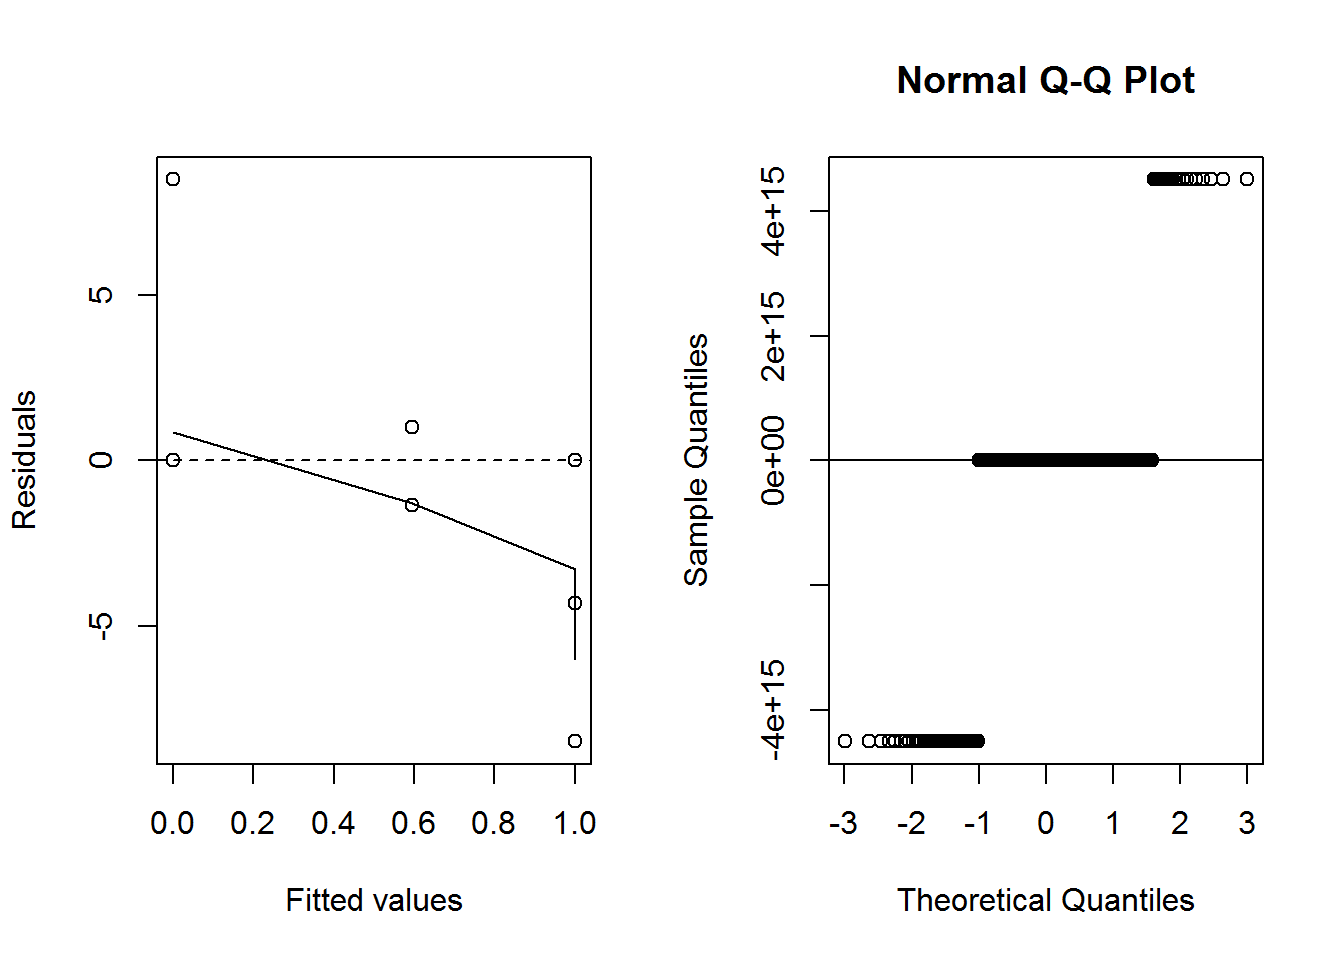 Residuals
5
0
-5
0.0 0.2 0.4 0.6 0.8 1.0
Fitted values
Normal Q-Q Plot
Sample Quantiles
4e+15
2e+15
0e+00
-4e+15
-3 -2 -1 0 1 2 3
Theoretical Quantiles